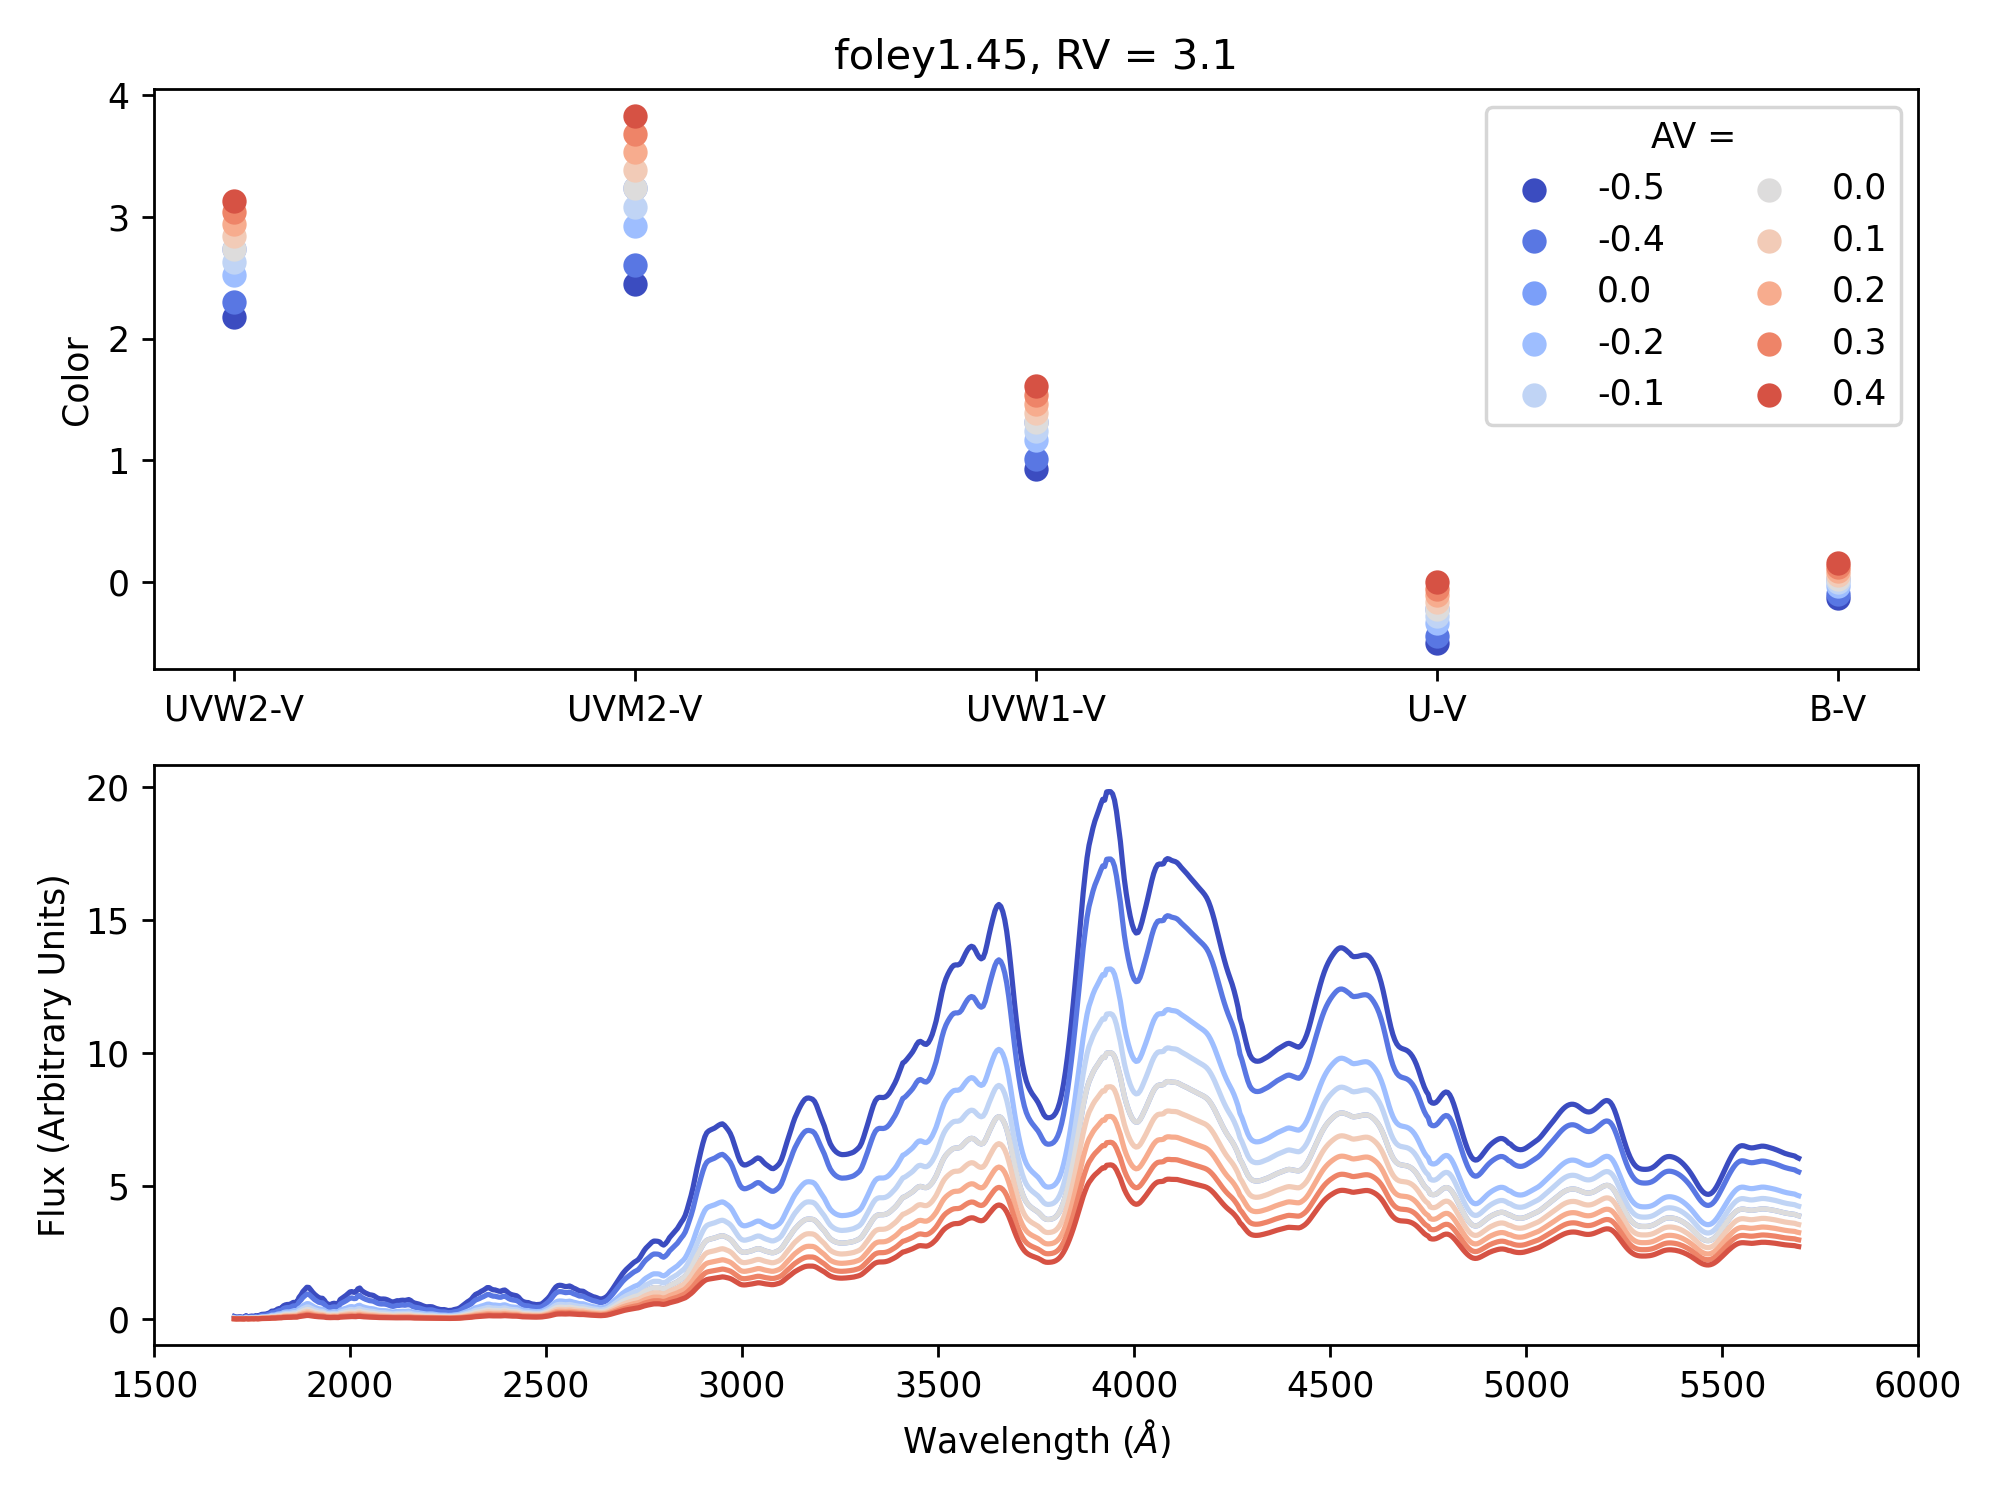 foley1.45, RV = 3.1
4
3
2
1
0
Color
AV =
-0.5 0.0
-0.4 0.1
0.0 0.2
-0.2 0.3
-0.1 0.4
UVW2-V UVM2-V UVW1-V U-V B-V
20
15
10
5
0
Flux (Arbitrary Units)
1500 2000 2500 3000 3500 4000 4500 5000 5500 6000
Wavelength (Å)